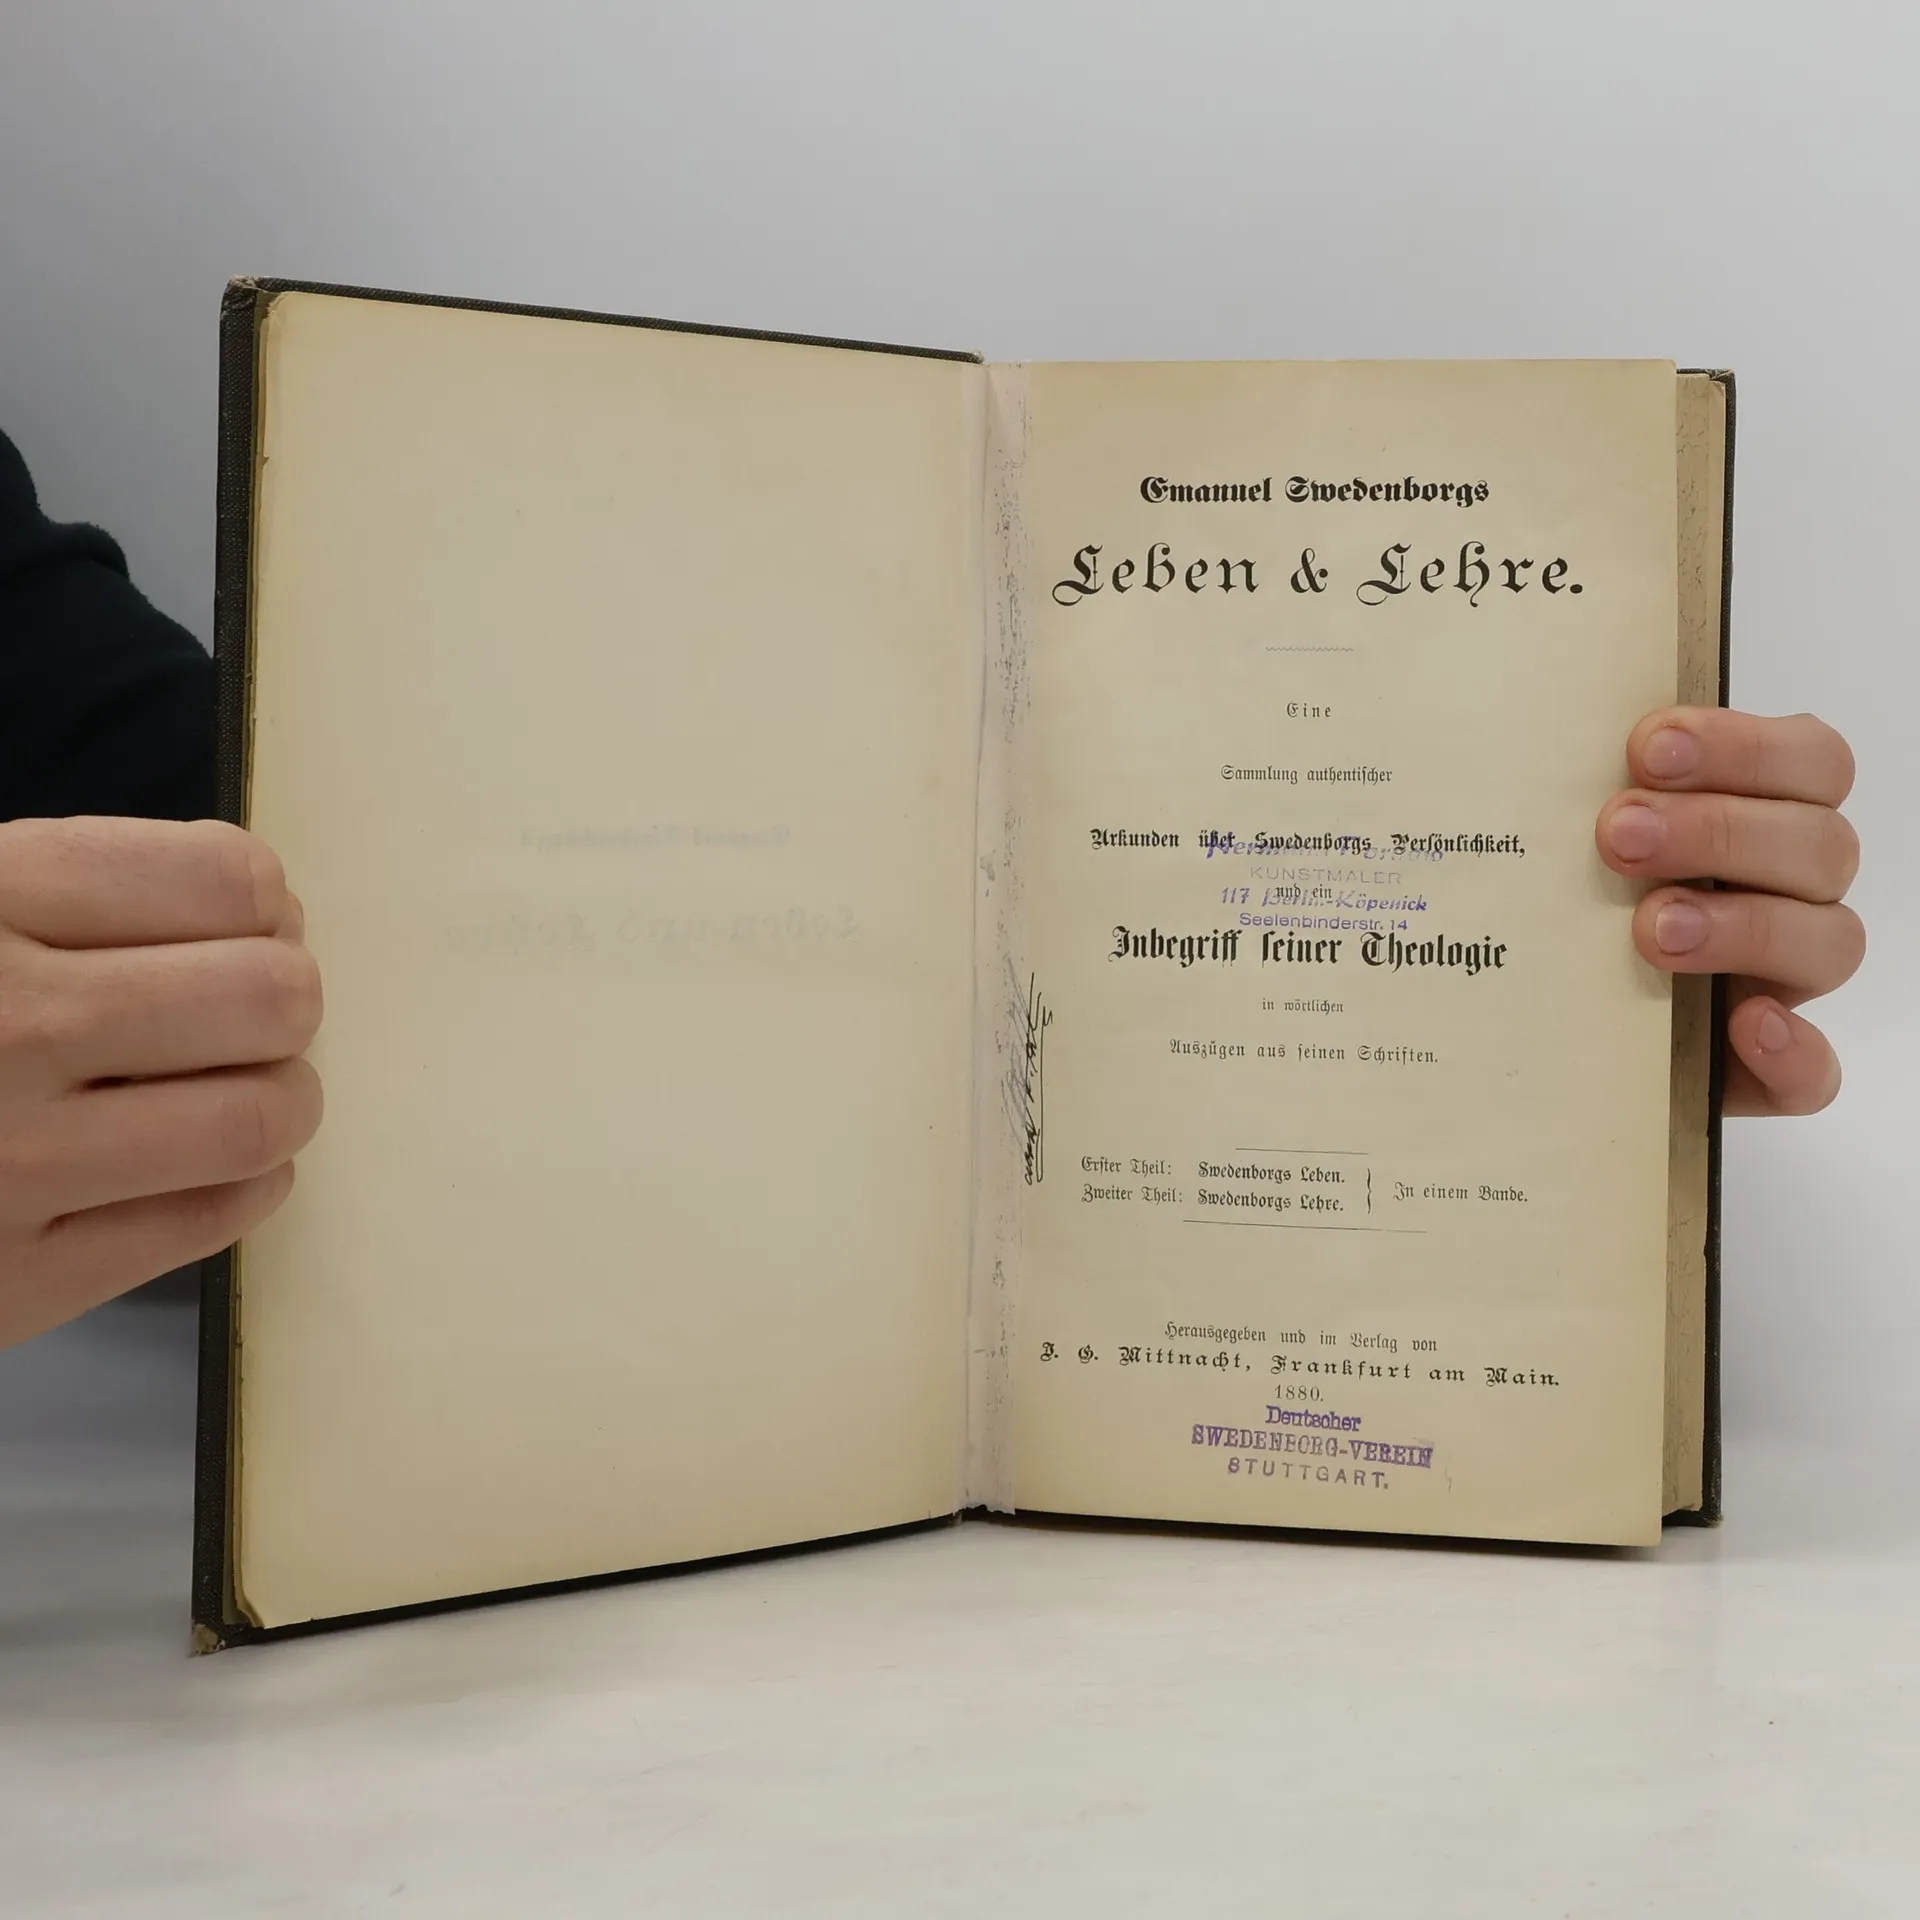 Emanuel Swedenborgs
Leben & Lehre.
Eine
Sammlung authentischer
Urkunden über Swedenborgs Persönlichkeit,
KUNSTMALER
und ein
117 Berlin-Köpenick
Seelenbinderstr. 14
Inbegriff seiner Theologie
in wörtlichen
Auszügen aus seinen Schriften.
Erster Theil: Swedenborgs Leben.
Zweiter Theil: Swedenborgs Lehre.
In einem Bande.
Herausgegeben und im Verlag von
J. G. Mittnacht, Frankfurt am Main.
1880.
Deutscher
SWEDENBORG-VEREIN
STUTTGART.